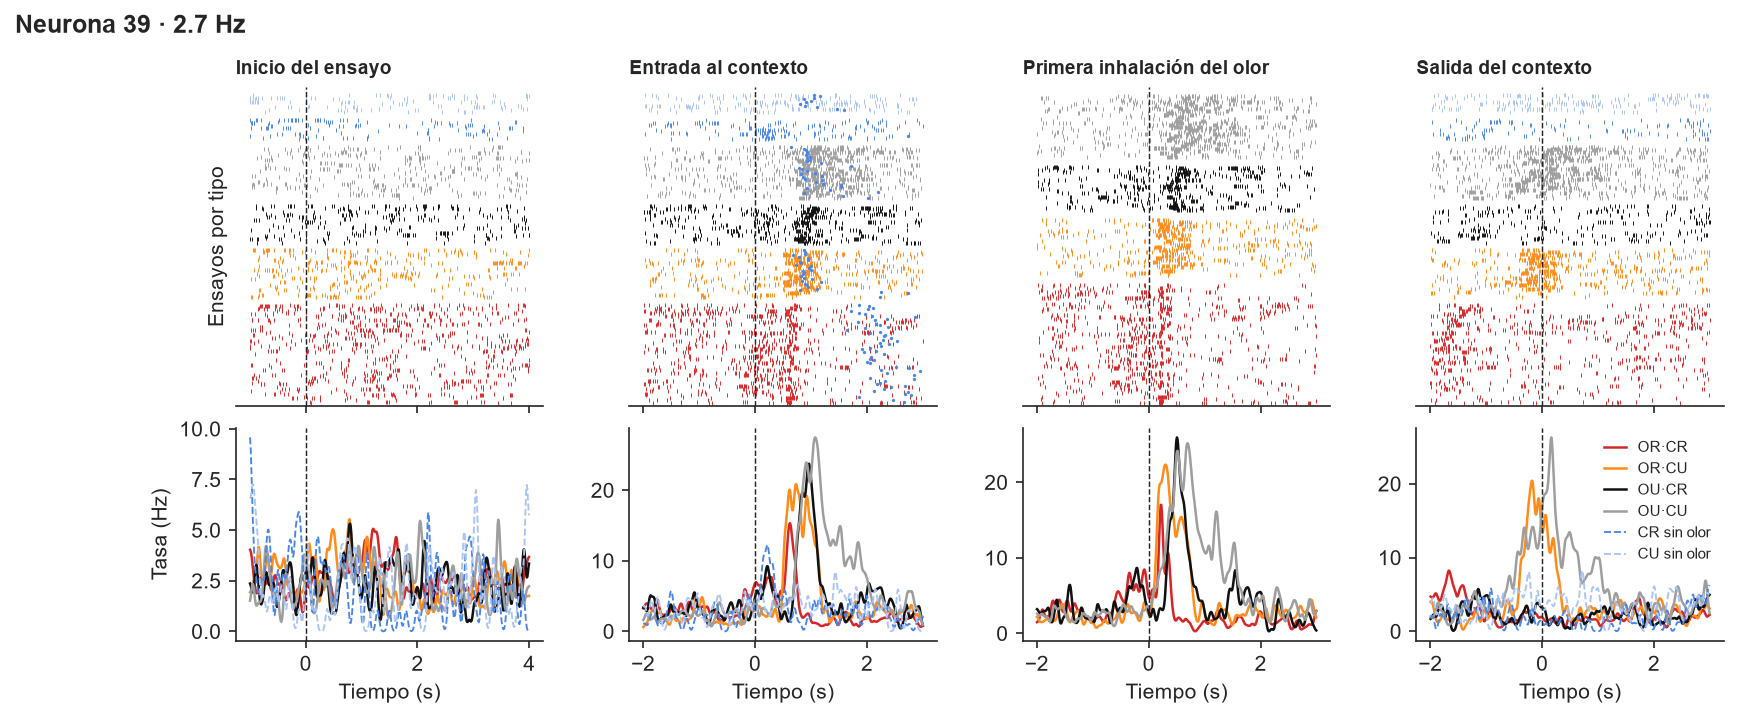 Neurona 39 · 2.7 Hz
Inicio del ensayo
Entrada al contexto
Primera inhalación del olor
Salida del contexto
Ensayos por tipo
Tasa (Hz)
10.0
7.5
5.0
2.5
0.0
0
2
4
Tiempo (s)
20
10
0
−2
0
2
Tiempo (s)
20
10
0
−2
0
2
Tiempo (s)
20
10
0
−2
0
2
Tiempo (s)
OR·CR
OR·CU
OU·CR
OU·CU
CR sin olor
CU sin olor